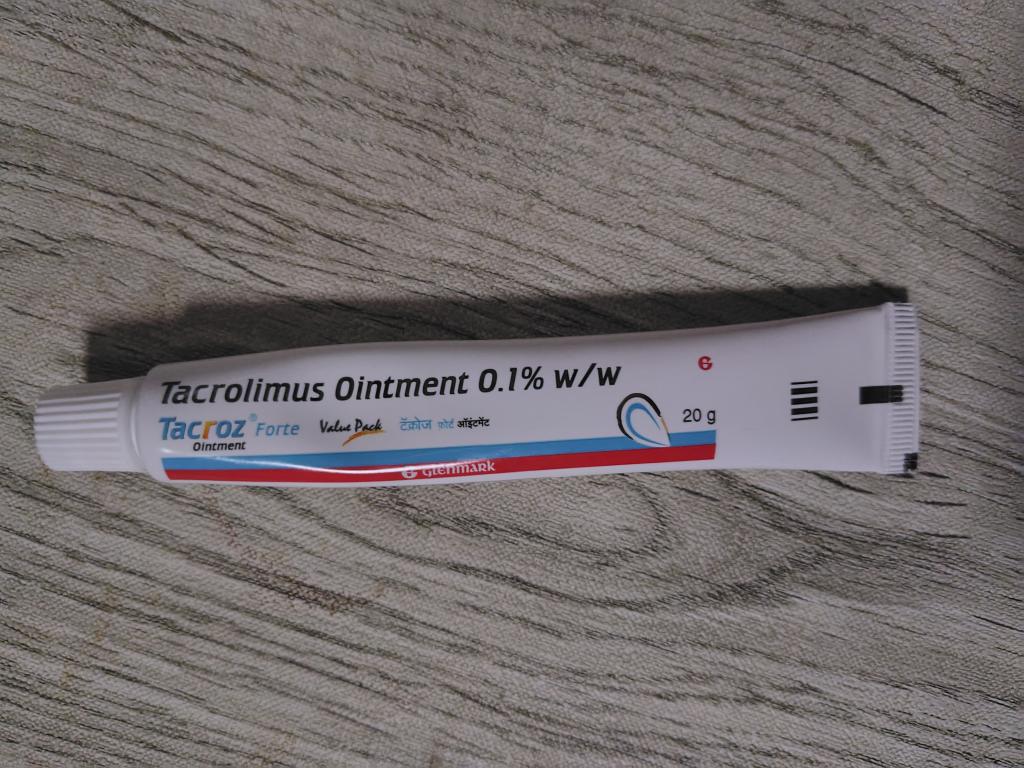 Tacrolimus Ointment 0.1% w/w
Tacroz® Forte
Ointment
Value Pack
टॅक्रोज फोर्ट ऑइंटमेंट
20 g
G
GLENMARK